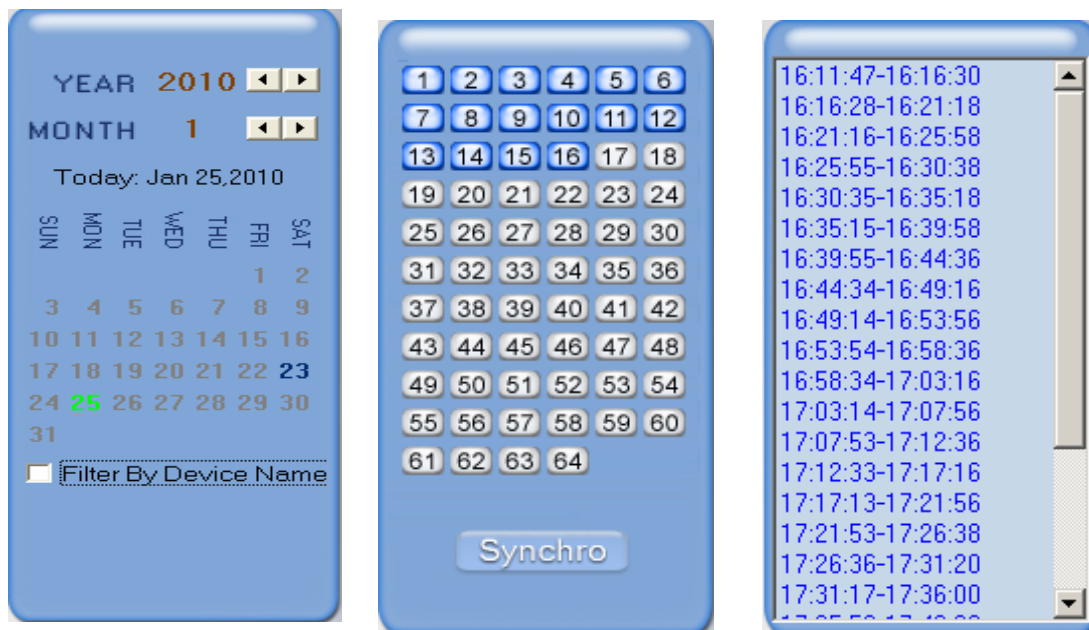 YEAR 2010
MONTH 1
Today: Jan 25,2010
SUN MON TUE WED THU FRI SAT
1 2
3 4 5 6 7 8 9
10 11 12 13 14 15 16
17 18 19 20 21 22 23
24 25 26 27 28 29 30
31
Filter By Device Name
1 2 3 4 5 6
7 8 9 10 11 12
13 14 15 16 17 18
19 20 21 22 23 24
25 26 27 28 29 30
31 32 33 34 35 36
37 38 39 40 41 42
43 44 45 46 47 48
49 50 51 52 53 54
55 56 57 58 59 60
61 62 63 64
Synchro
16:11:47-16:16:30
16:16:28-16:21:18
16:21:16-16:25:58
16:25:55-16:30:38
16:30:35-16:35:18
16:35:15-16:39:58
16:39:55-16:44:36
16:44:34-16:49:16
16:49:14-16:53:56
16:53:54-16:58:36
16:58:34-17:03:16
17:03:14-17:07:56
17:07:53-17:12:36
17:12:33-17:17:16
17:17:13-17:21:56
17:21:53-17:26:38
17:26:36-17:31:20
17:31:17-17:36:00